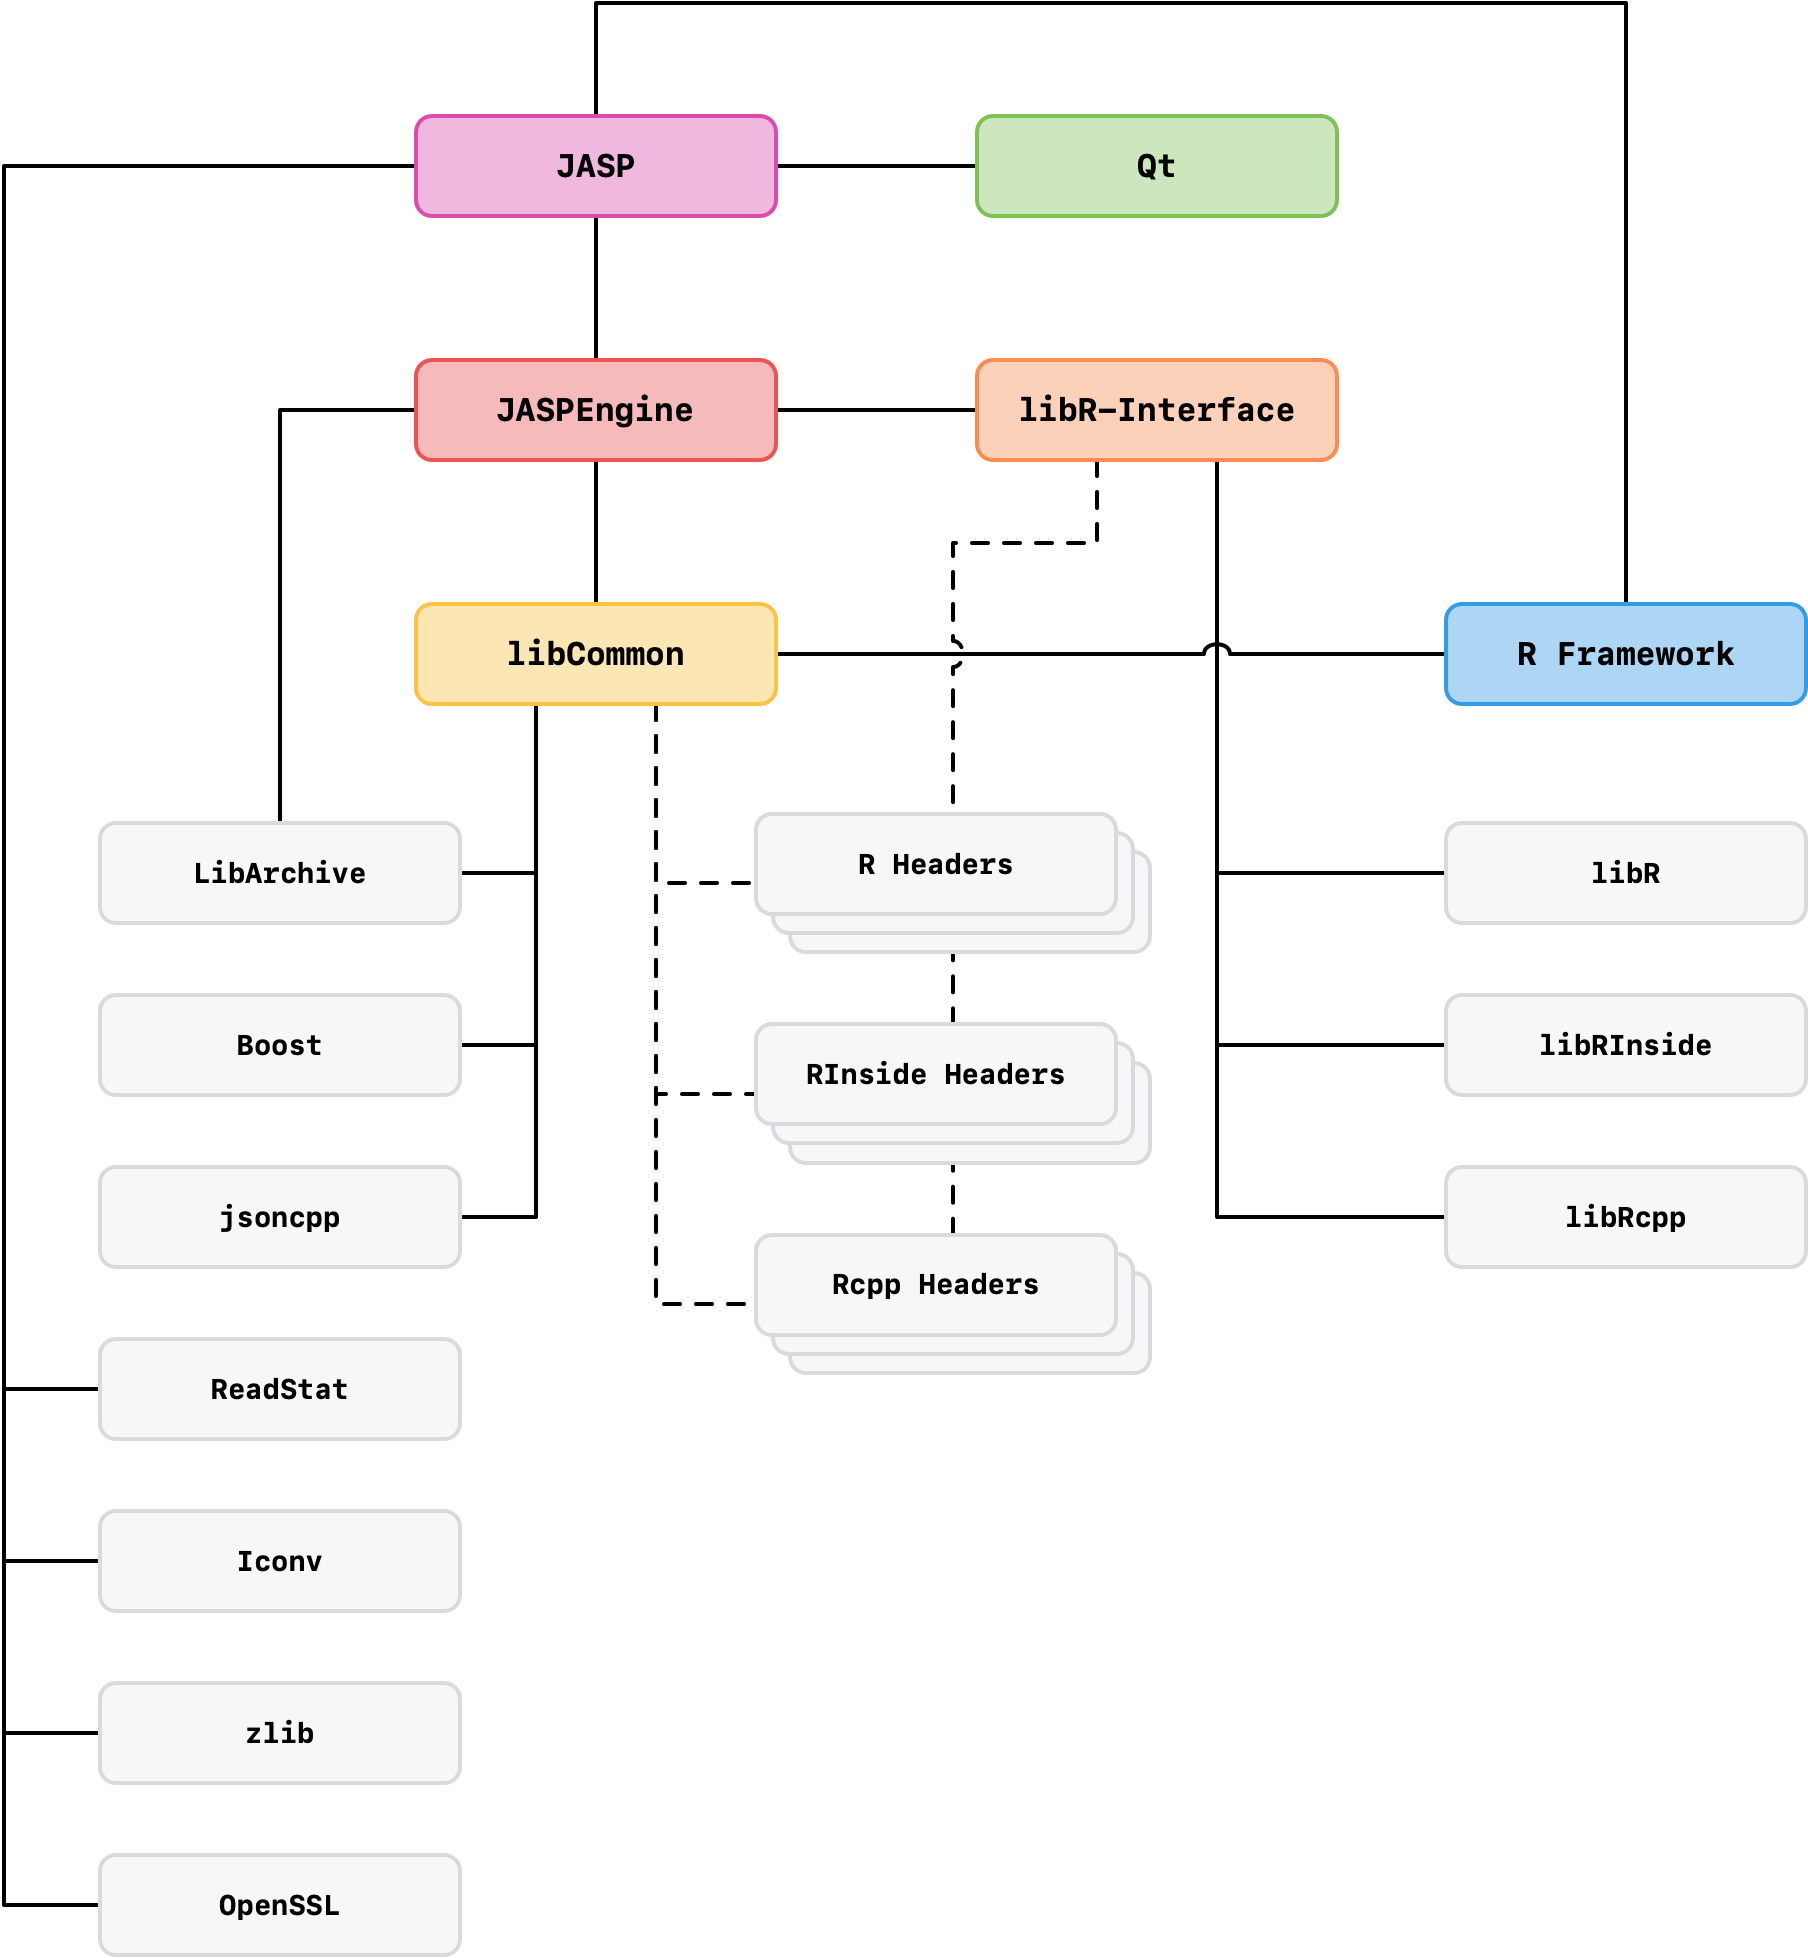 JASP
Qt
JASPEngine
libR-Interface
libCommon
R Framework
LibArchive
R Headers
libR
Boost
RInside Headers
libRInside
jsoncpp
Rcpp Headers
libRcpp
ReadStat
Iconv
zlib
OpenSSL